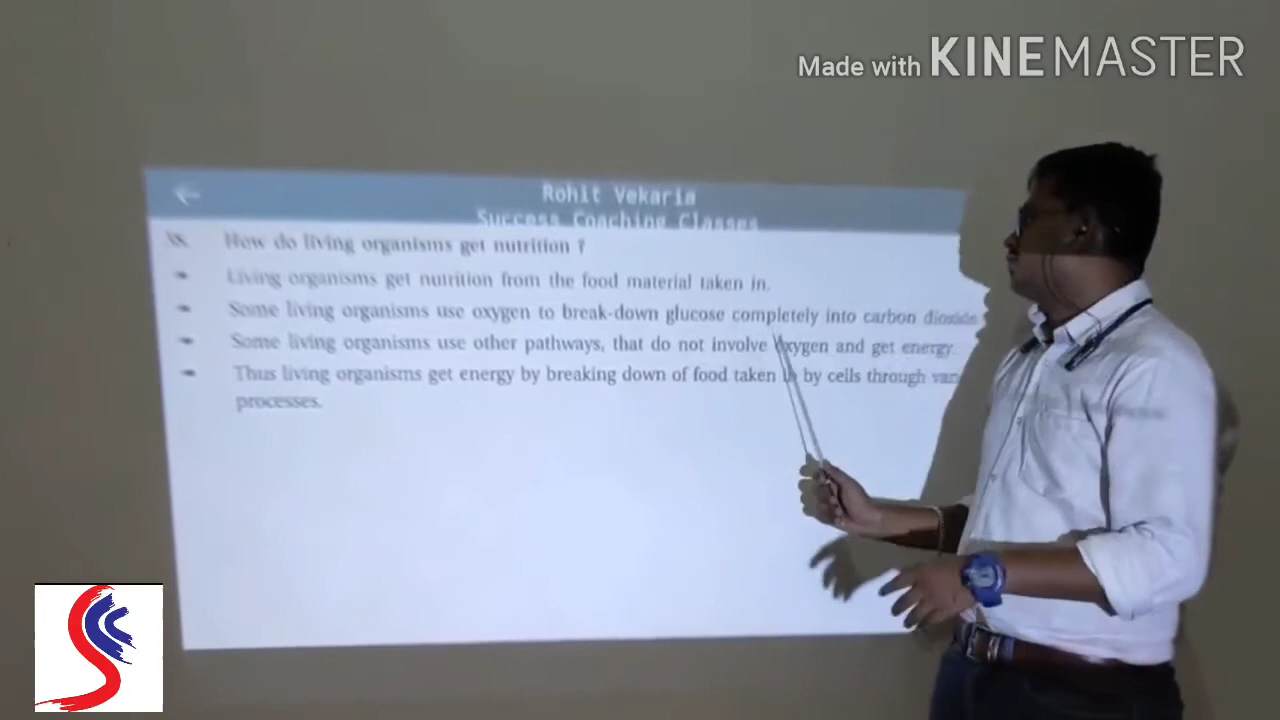 Made with KINEMASTER
Rohit Vekaria
Success Coaching Classes
How do living organisms get nutrition ?
Living organisms get nutrition from the food material taken in.
Some living organisms use oxygen to break-down glucose completely into carbon dioxide
Some living organisms use other pathways, that do not involve oxygen and get energy.
Thus living organisms get energy by breaking down of food taken in by cells through
processes.